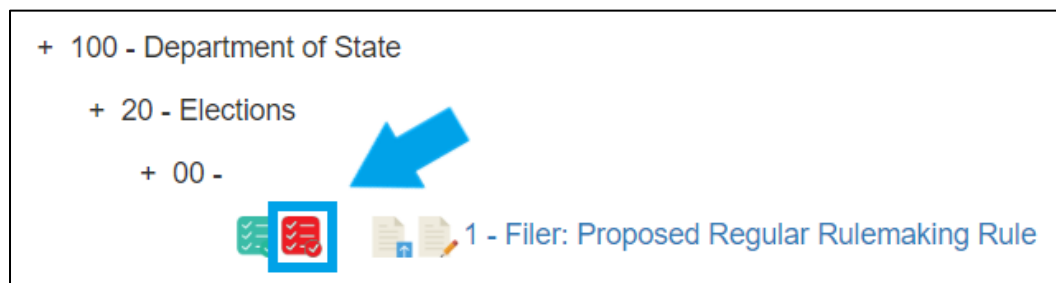 + 100 - Department of State
+ 20 - Elections
+ 00 -
1 - Filer: Proposed Regular Rulemaking Rule